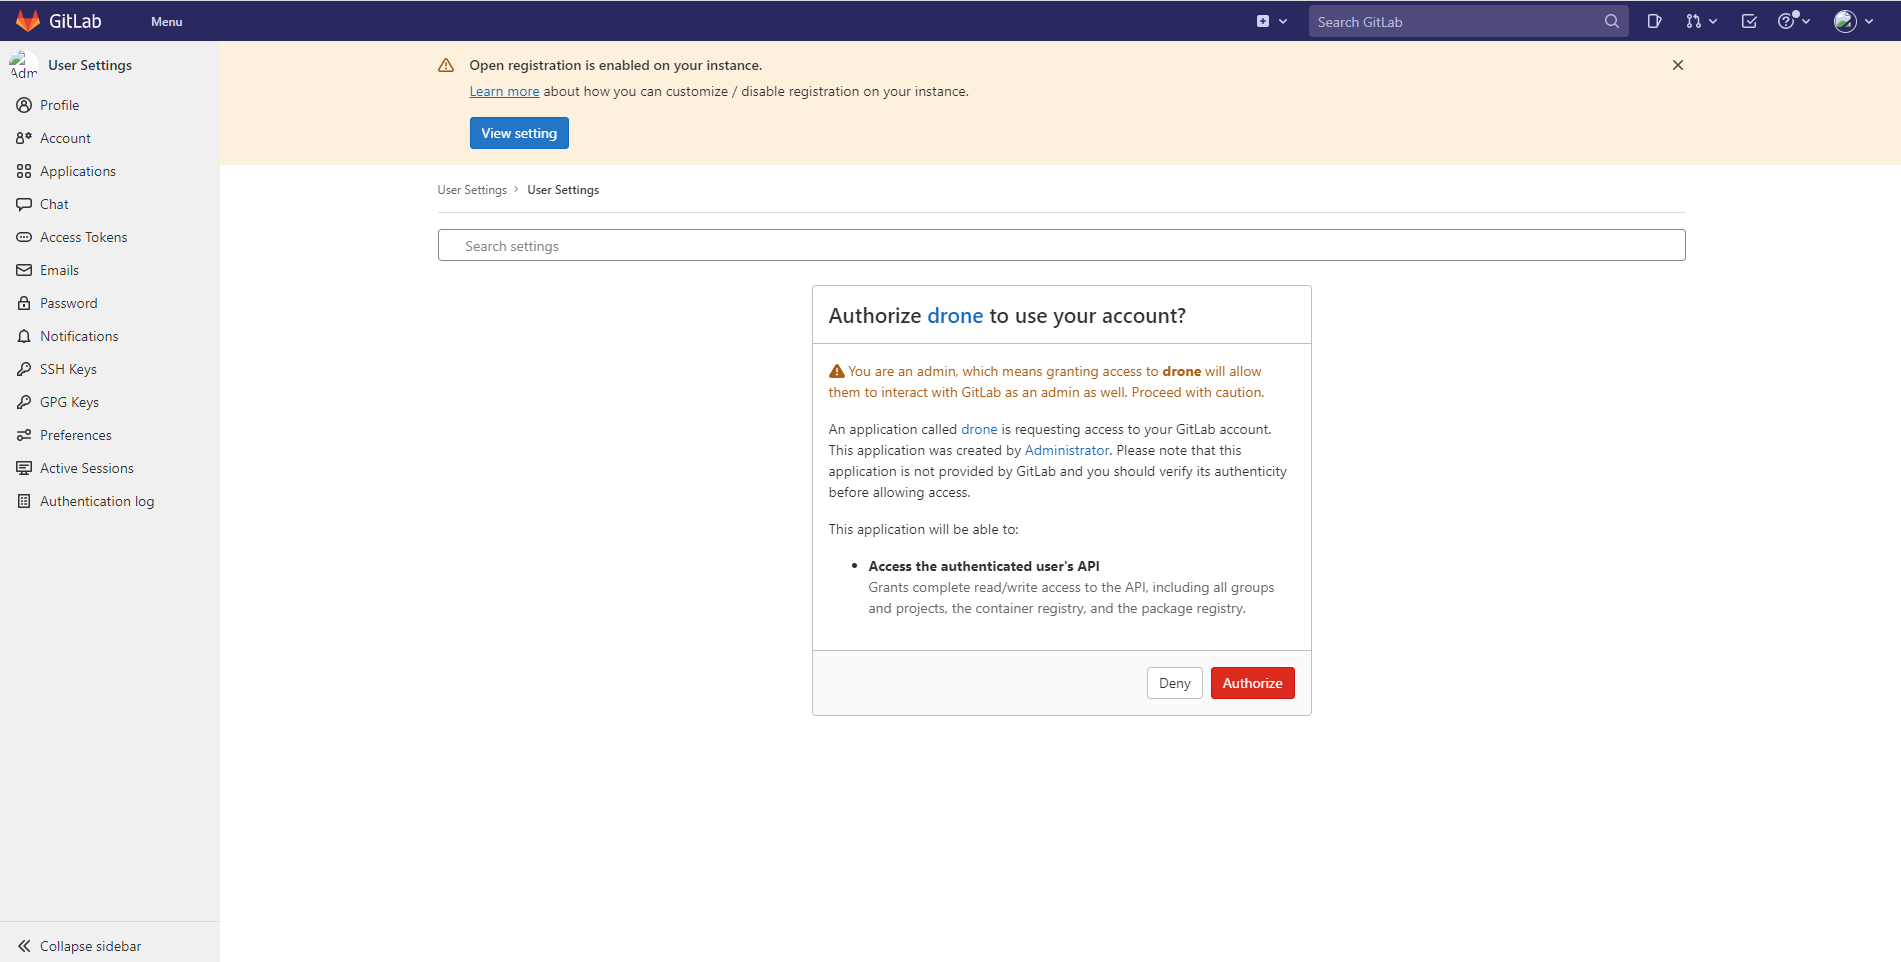 GitLab
Menu
Search GitLab
Adm
User Settings
Profile
Account
Applications
Chat
Access Tokens
Emails
Password
Notifications
SSH Keys
GPG Keys
Preferences
Active Sessions
Authentication log
Collapse sidebar
Open registration is enabled on your instance.
Learn more about how you can customize / disable registration on your instance.
View setting
User Settings > User Settings
Search settings
Authorize drone to use your account?
You are an admin, which means granting access to drone will allow
them to interact with GitLab as an admin as well. Proceed with caution.
An application called drone is requesting access to your GitLab account.
This application was created by Administrator. Please note that this
application is not provided by GitLab and you should verify its authenticity
before allowing access.
This application will be able to:
• Access the authenticated user's API
Grants complete read/write access to the API, including all groups
and projects, the container registry, and the package registry.
Deny
Authorize